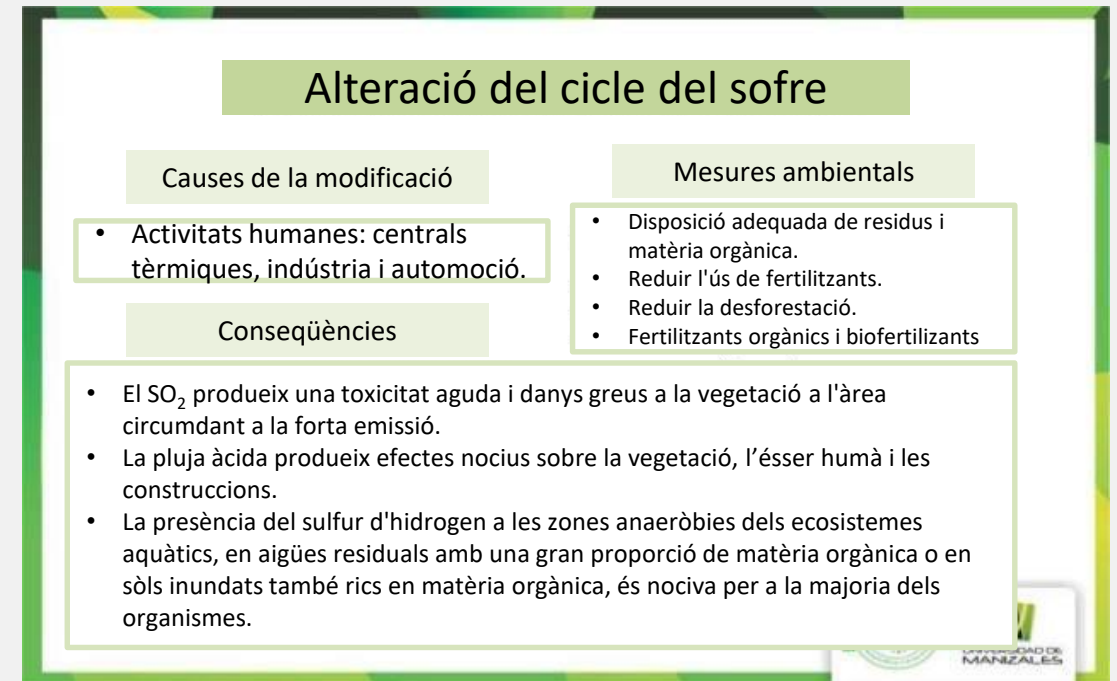 Alteració del cicle del sofre
Causes de la modificació
• Activitats humanes: centrals
tèrmiques, indústria i automoció.
Mesures ambientals
• Disposició adequada de residus i
matèria orgànica.
• Reduir l'ús de fertilitzants.
• Reduir la desforestació.
• Fertilitzants orgànics i biofertilizants
Conseqüències
• El SO₂ produeix una toxicitat aguda i danys greus a la vegetació a l'àrea
circumdant a la forta emissió.
• La pluja àcida produeix efectes nocius sobre la vegetació, l’ésser humà i les
construccions.
• La presència del sulfur d'hidrogen a les zones anaeròbies dels ecosistemes
aquàtics, en aigües residuals amb una gran proporció de matèria orgànica o en
sòls inundats també rics en matèria orgànica, és nociva per a la majoria dels
organismes.
UNIVERSIDAD DE
MANIZALES